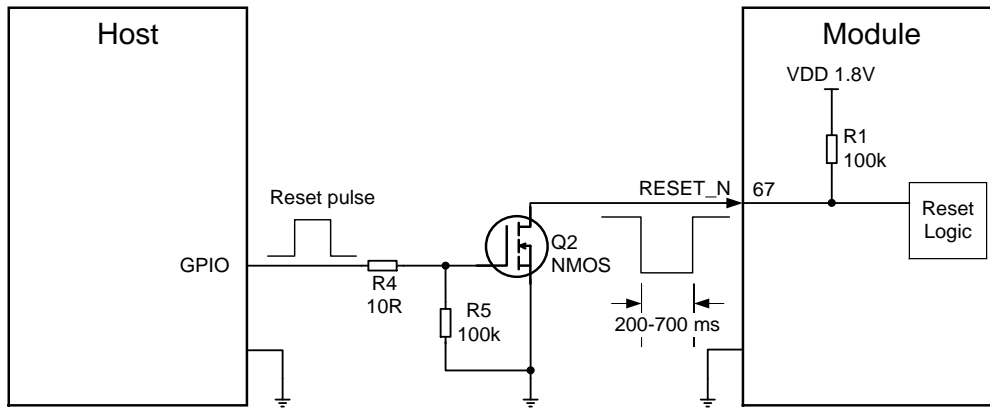 Host
Module
VDD 1.8V
R1
100k
Reset pulse
RESET_N
67
Reset
Logic
Q2
NMOS
GPIO
R4
10R
R5
100k
200-700 ms